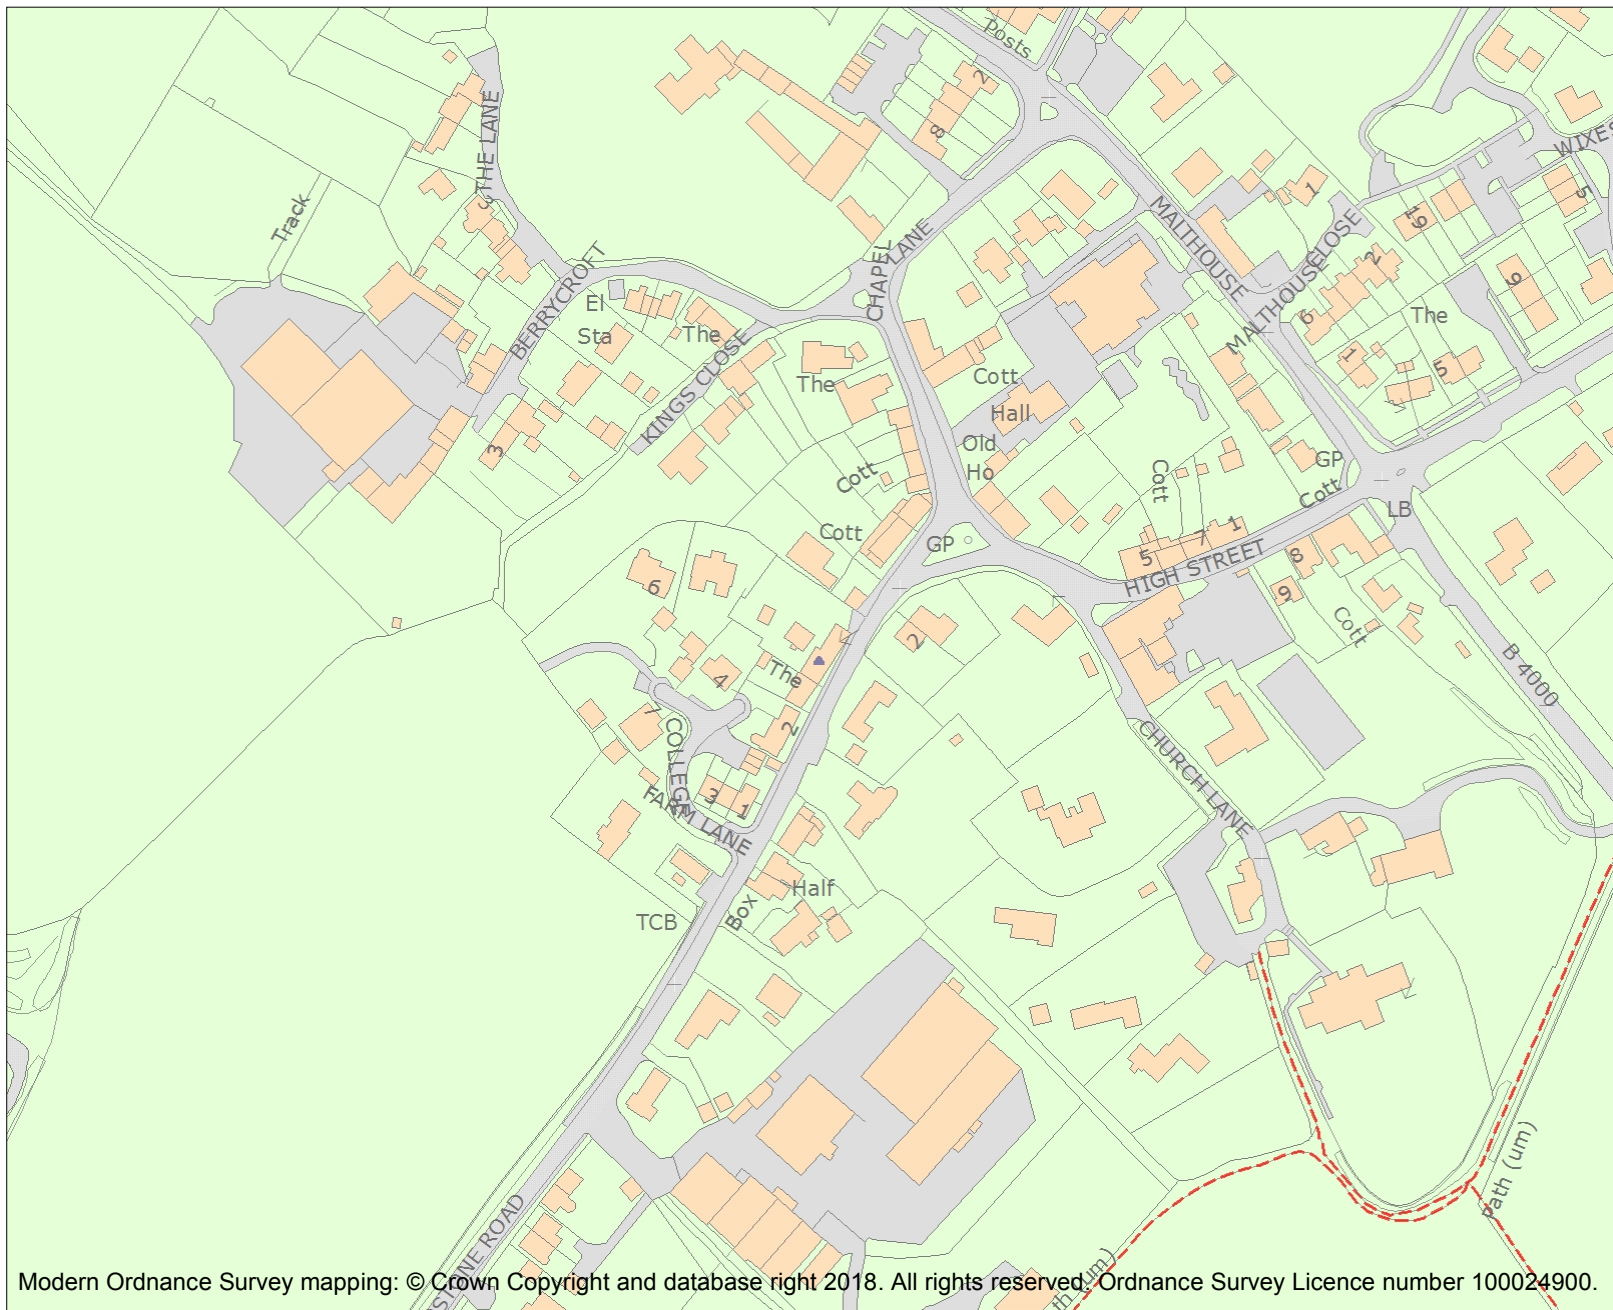 Posts
2
8
THE LANE
3
Track
WIXES
5
1
19
MALTHOUSE
MALTHOUSE
CLOSE
2
9
6
The
1
5
7
CHAPEL
LANE
BERRYCROFT
El
Sta
The
KINGS CLOSE
3
The
Cott
Hall
Old
Ho
Cott
Cott
Cott
GP
Cott
LB
GP
5
7
1
HIGH STREET
8
9
Cott
6
4
The
2
2
7
COLLEGE
FARM LANE
3
1
B 4000
CHURCH LANE
Half
TCB
Box
Path (um)
STONE ROAD
th (um)
Modern Ordnance Survey mapping: © Crown Copyright and database right 2018. All rights reserved. Ordnance Survey Licence number 100024900.